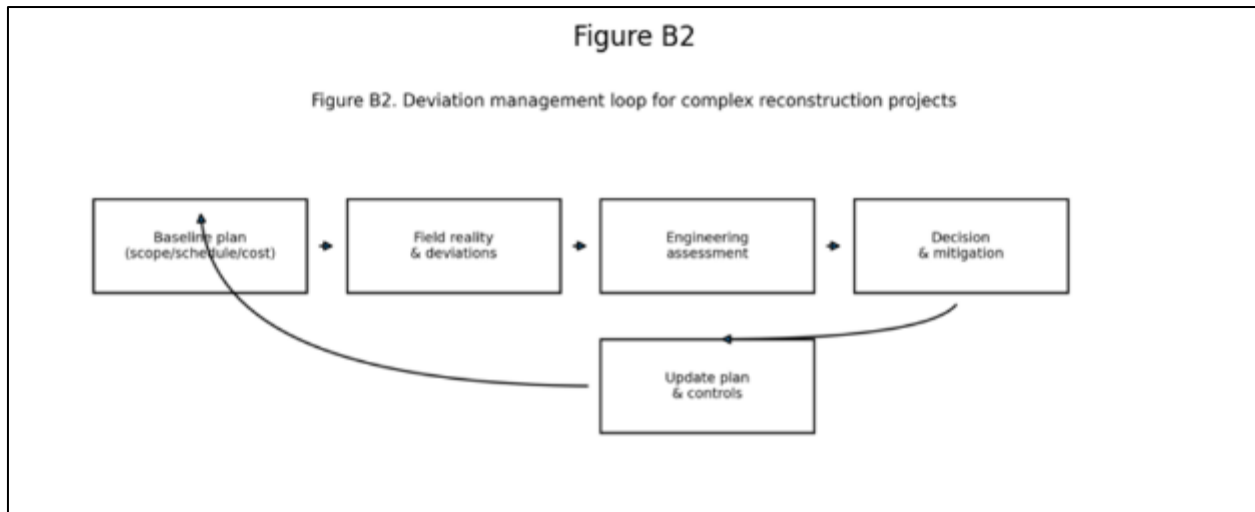 Figure B2
Figure B2. Deviation management loop for complex reconstruction projects
Baseline plan
(scope/schedule/cost)
Field reality
& deviations
Engineering
assessment
Decision
& mitigation
Update plan
& controls